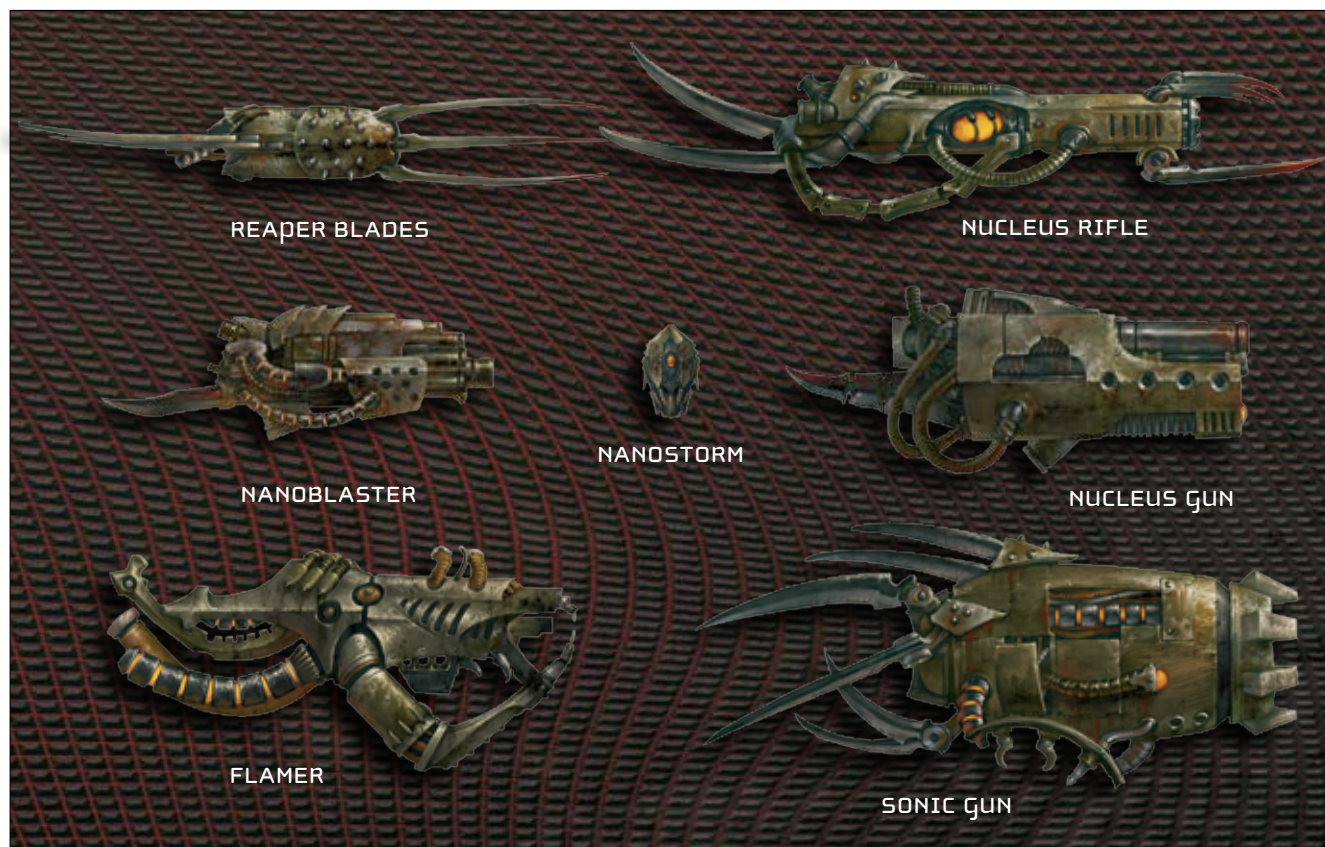 REAPER BLADES
NUCLEUS RIFLE
NANOSTORM
NANOBLASTER
NUCLEUS GUN
FLAMER
SONIC GUN